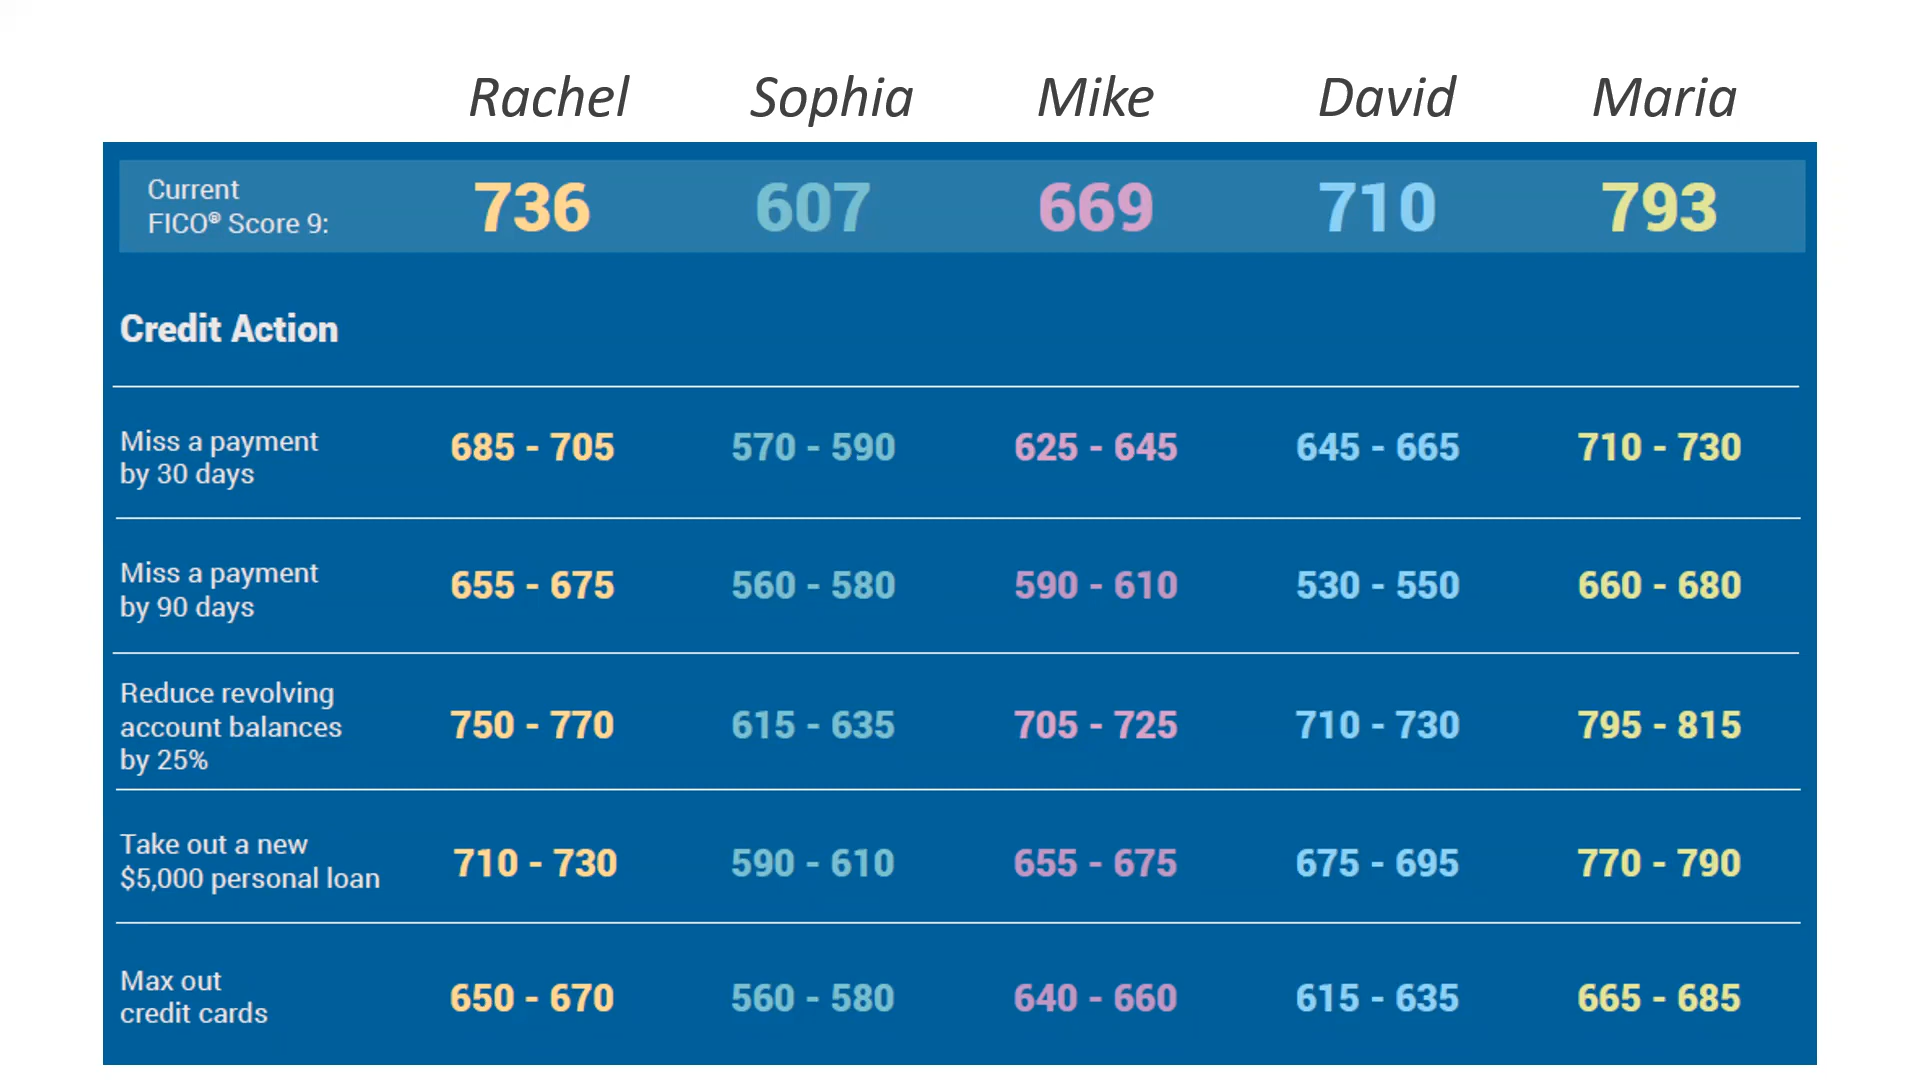 Rachel Sophia Mike David Maria
Current
FICO® Score 9:
736 607 669 710 793
Credit Action
Miss a payment
by 30 days
685 - 705 570 - 590 625 - 645 645 - 665 710 - 730
Miss a payment
by 90 days
655 - 675 560 - 580 590 - 610 530 - 550 660 - 680
Reduce revolving
account balances
by 25%
750 - 770 615 - 635 705 - 725 710 - 730 795 - 815
Take out a new
$5,000 personal loan
710 - 730 590 - 610 655 - 675 675 - 695 770 - 790
Max out
credit cards
650 - 670 560 - 580 640 - 660 615 - 635 665 - 685